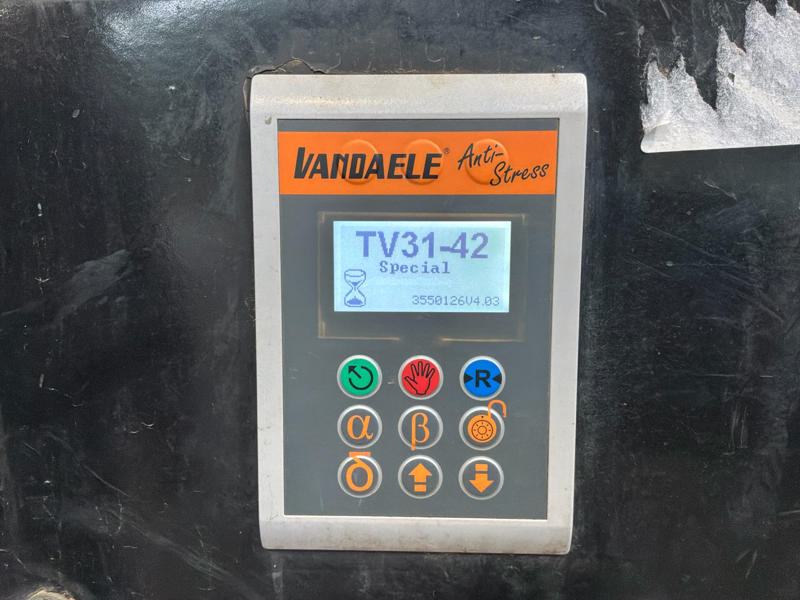 VANDAELE® Anti-Stress
TV31-42
Special
3550126V4.03
R
α β
δ